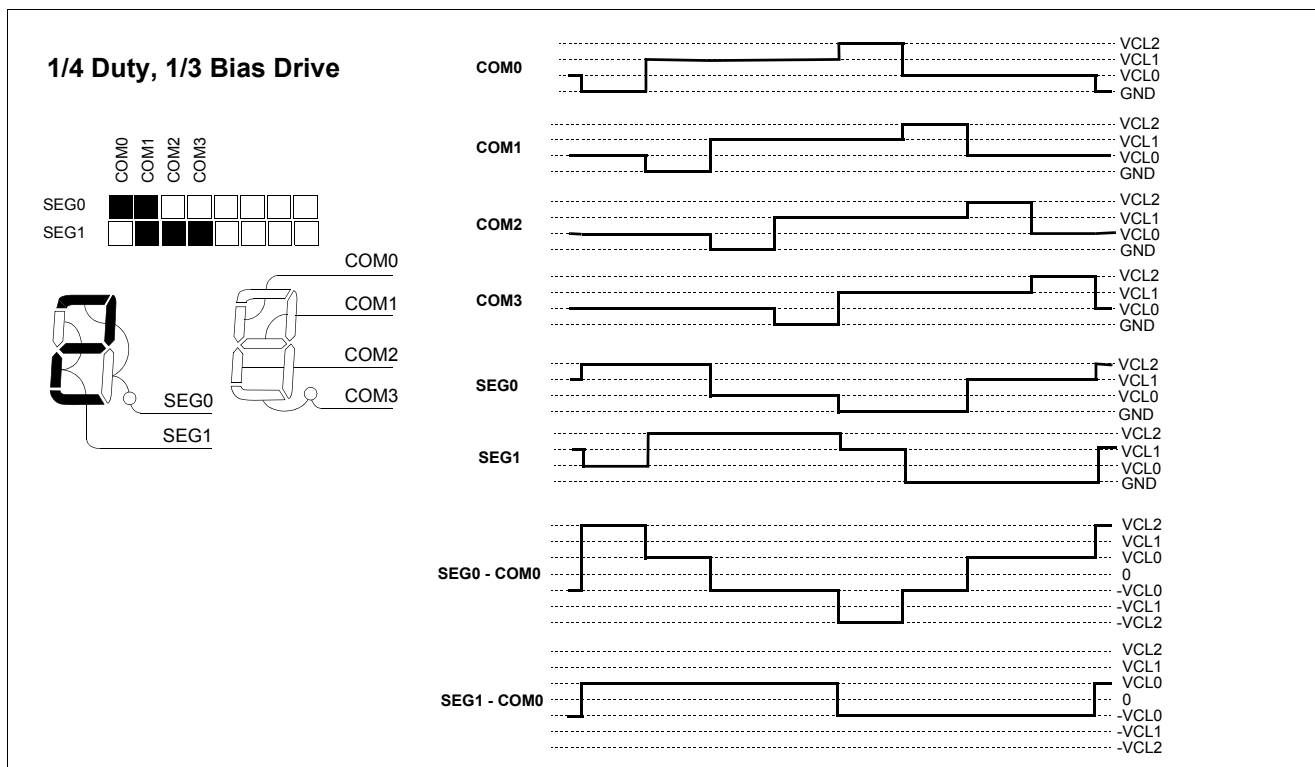 1/4 Duty, 1/3 Bias Drive
COM0
COM1
COM2
COM3
SEG0
SEG1
SEG0
SEG1
COM0
COM1
COM2
COM3
COM0
VCL2
VCL1
VCL0
GND
COM1
VCL2
VCL1
VCL0
GND
COM2
VCL2
VCL1
VCL0
GND
COM3
VCL2
VCL1
VCL0
GND
SEG0
VCL2
VCL1
VCL0
GND
SEG1
VCL2
VCL1
VCL0
GND
SEG0 - COM0
VCL2
VCL1
VCL0
0
-VCL0
-VCL1
-VCL2
SEG1 - COM0
VCL2
VCL1
VCL0
0
-VCL0
-VCL1
-VCL2